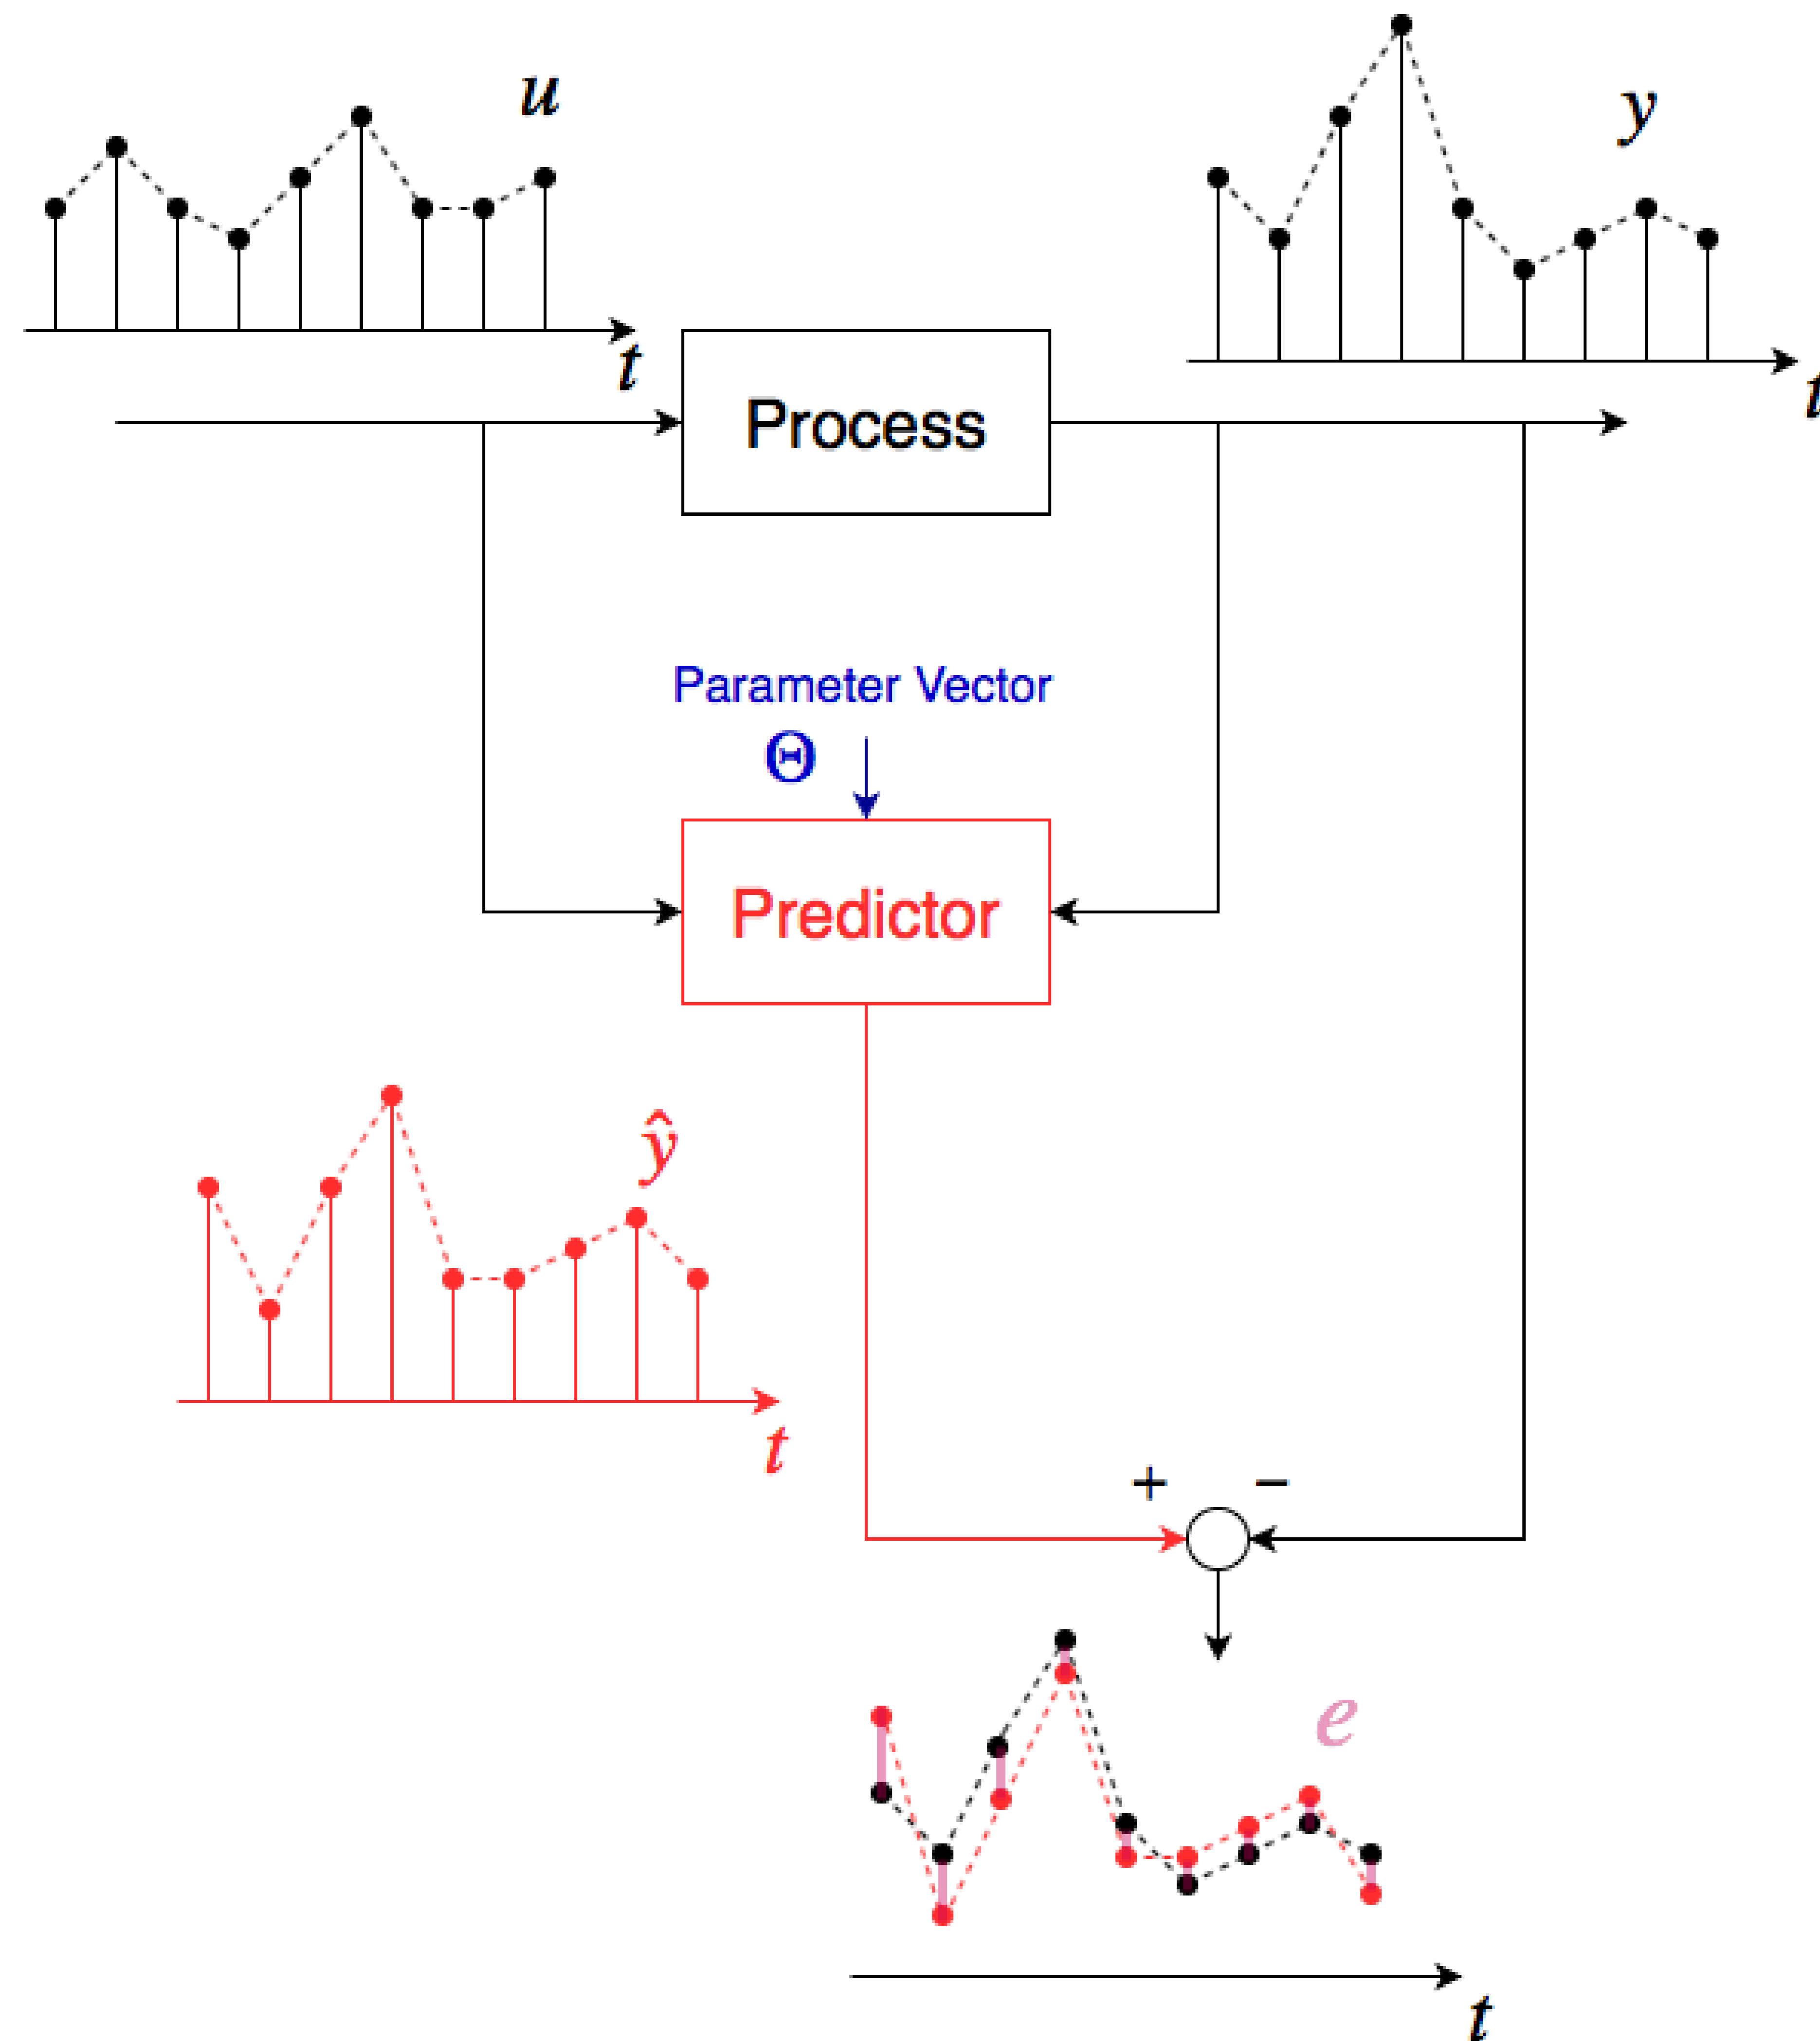 u
y
t
t
Process
Parameter Vector
Θ
Predictor
ŷ
t
+ −
e
t